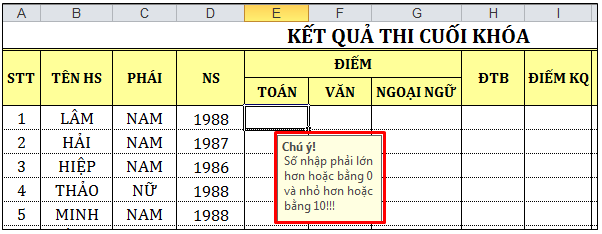 A B C D E F G H I
KẾT QUẢ THI CUỐI KHÓA
STT TÊN HS PHÁI NS ĐIỂM ĐTB ĐIỂM KQ
TOÁN VĂN NGOẠI NGỮ
1 LÂM NAM 1988
2 HẢI NAM 1987
3 HIỆP NAM 1986
4 THẢO NỮ 1988
5 MINH NAM 1988
Chú ý!
Số nhập phải lớn
hơn hoặc bằng 0
và nhỏ hơn hoặc
bằng 10!!!